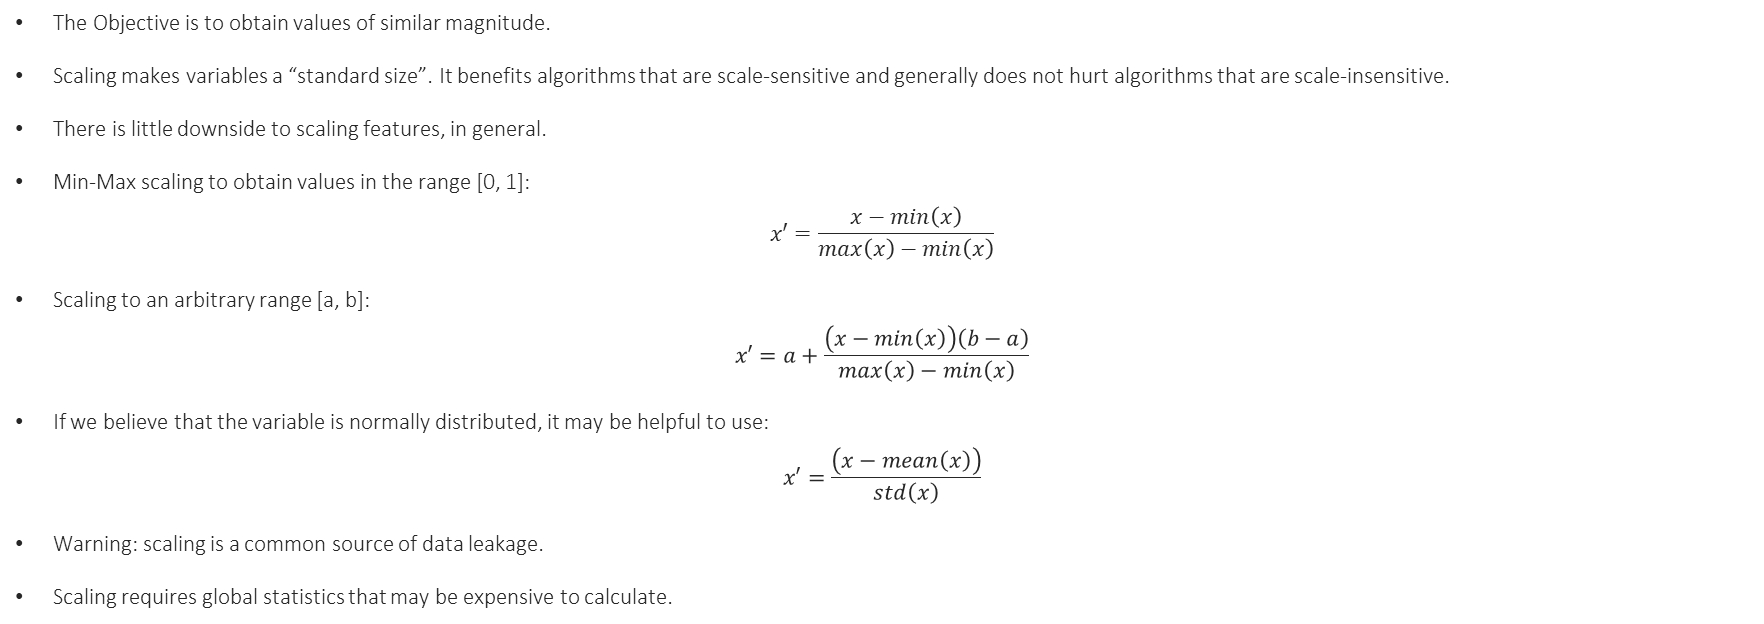 • The Objective is to obtain values of similar magnitude.
• Scaling makes variables a “standard size”. It benefits algorithms that are scale-sensitive and generally does not hurt algorithms that are scale-insensitive.
• There is little downside to scaling features, in general.
• Min-Max scaling to obtain values in the range [0, 1]:
x′ = (x − min(x)) / (max(x) − min(x))
• Scaling to an arbitrary range [a, b]:
x′ = a + (x − min(x))(b − a) / (max(x) − min(x))
• If we believe that the variable is normally distributed, it may be helpful to use:
x′ = (x − mean(x)) / std(x)
• Warning: scaling is a common source of data leakage.
• Scaling requires global statistics that may be expensive to calculate.